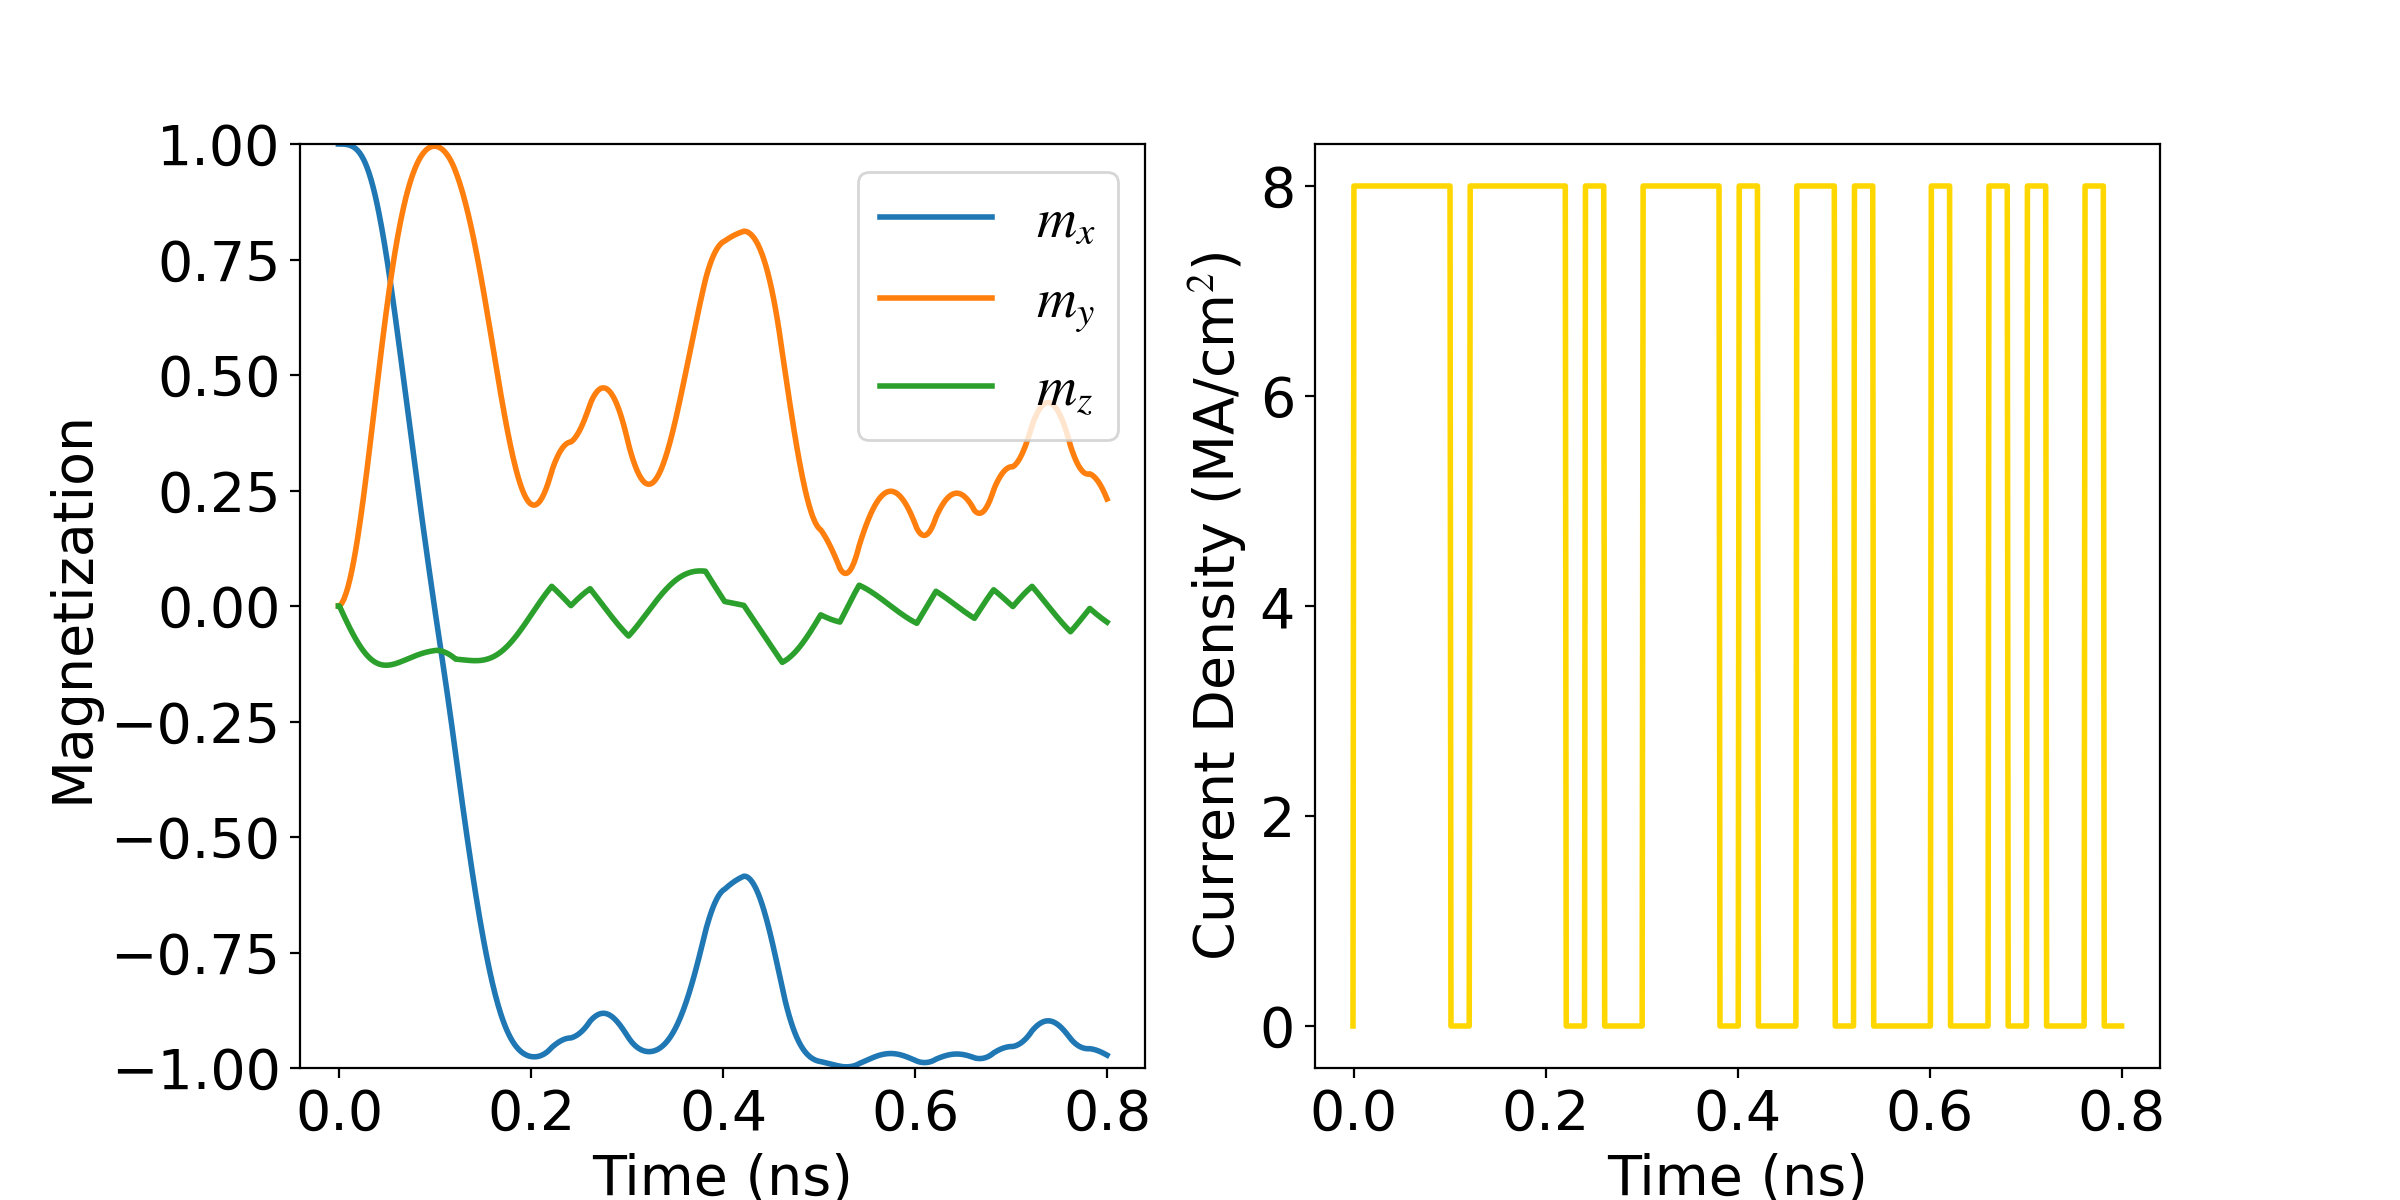 1.00
0.75
0.50
0.25
0.00
−0.25
−0.50
−0.75
−1.00
Magnetization
0.0 0.2 0.4 0.6 0.8
Time (ns)
m_x
m_y
m_z
8
6
4
2
0
Current Density (MA/cm²)
0.0 0.2 0.4 0.6 0.8
Time (ns)